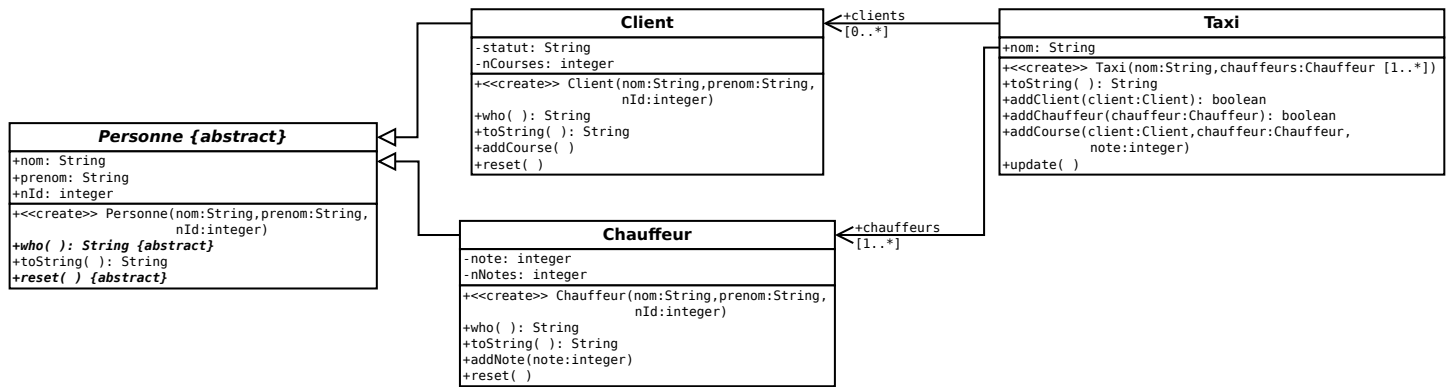 Personne {abstract}
+nom: String
+prenom: String
+nId: integer
+<<create>> Personne(nom:String,prenom:String,
nId:integer)
+who( ): String {abstract}
+toString( ): String
+reset( ) {abstract}
Client
-statut: String
-nCourses: integer
+<<create>> Client(nom:String,prenom:String,
nId:integer)
+who( ): String
+toString( ): String
+addCourse( )
+reset( )
Chauffeur
-note: integer
-nNotes: integer
+<<create>> Chauffeur(nom:String,prenom:String,
nId:integer)
+who( ): String
+toString( ): String
+addNote(note:integer)
+reset( )
+clients
[0..*]
+chauffeurs
[1..*]
Taxi
+nom: String
+<<create>> Taxi(nom:String,chauffeurs:Chauffeur [1..*])
+toString( ): String
+addClient(client:Client): boolean
+addChauffeur(chauffeur:Chauffeur): boolean
+addCourse(client:Client,chauffeur:Chauffeur,
note:integer)
+update( )